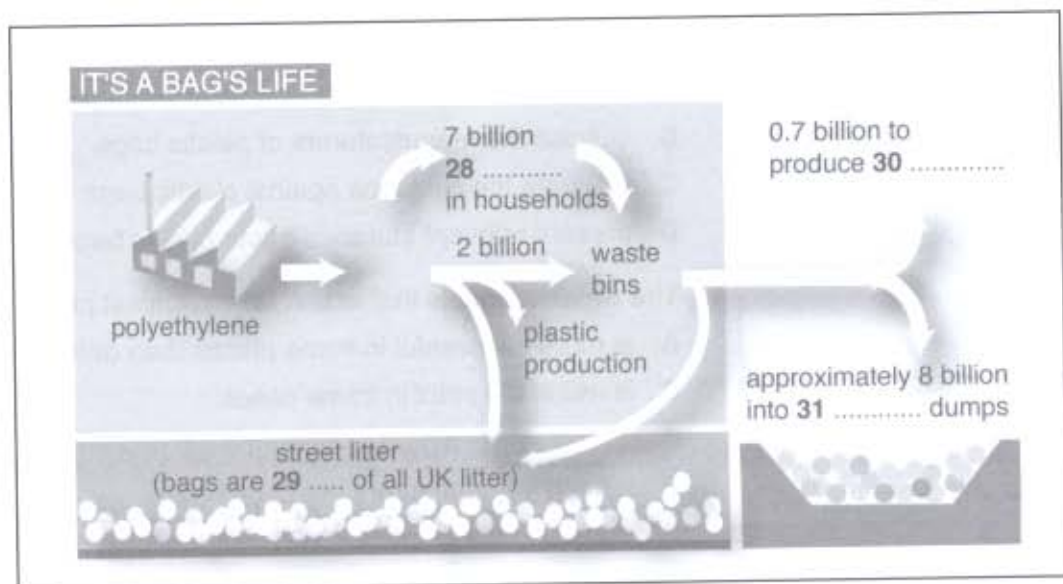 IT'S A BAG'S LIFE
7 billion
28 ............
in households
0.7 billion to
produce 30 ....................
2 billion
waste
bins
polyethylene
plastic
production
approximately 8 billion
into 31 ............ dumps
street litter
(bags are 29 ..... of all UK litter)